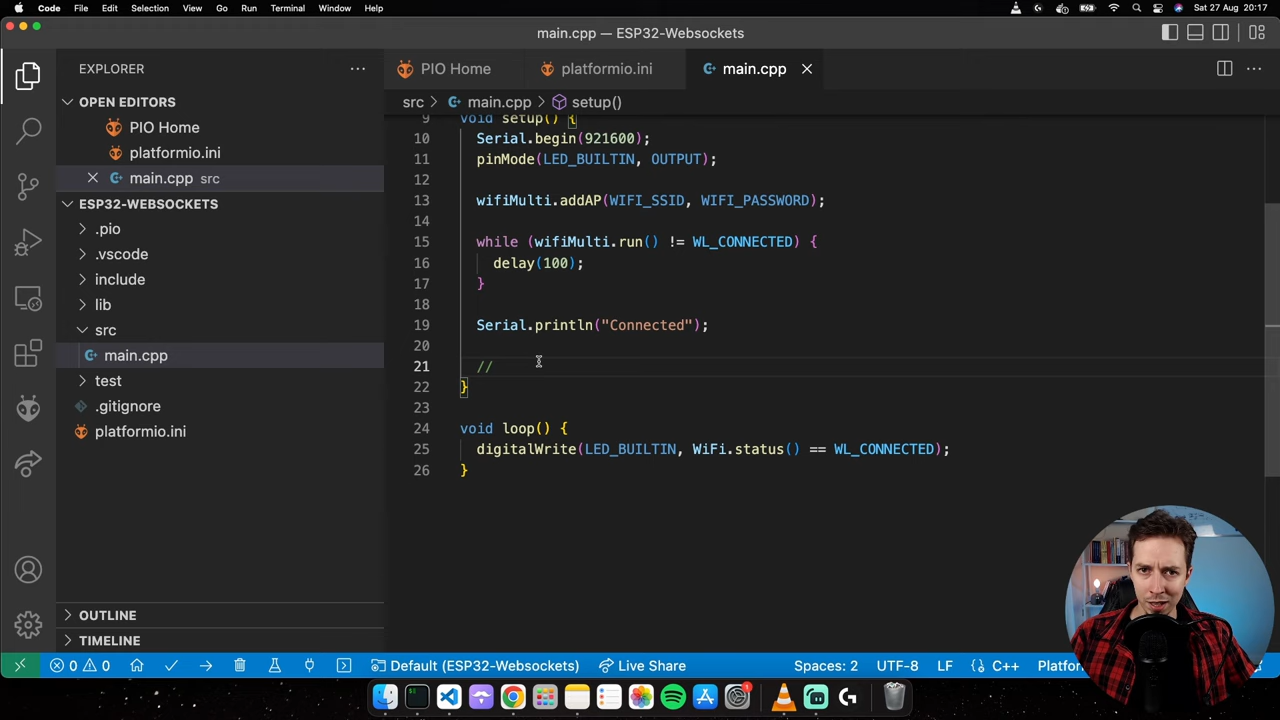 Code File Edit Selection View Go Run Terminal Window Help Sat 27 Aug 20:17
main.cpp — ESP32-Websockets
EXPLORER
OPEN EDITORS
PIO Home
platformio.ini
main.cpp src
ESP32-WEBSOCKETS
.pio
.vscode
include
lib
src
main.cpp
test
.gitignore
platformio.ini
OUTLINE
TIMELINE
PIO Home platformio.ini main.cpp
src > main.cpp > setup()
9 void setup() {
10 Serial.begin(921600);
11 pinMode(LED_BUILTIN, OUTPUT);
12
13 wifiMulti.addAP(WIFI_SSID, WIFI_PASSWORD);
14
15 while (wifiMulti.run() != WL_CONNECTED) {
16 delay(100);
17 }
18
19 Serial.println("Connected");
20
21 //
22 }
23
24 void loop() {
25 digitalWrite(LED_BUILTIN, WiFi.status() == WL_CONNECTED);
26 }
0 0 Default (ESP32-Websockets) Live Share Spaces: 2 UTF-8 LF {} C++